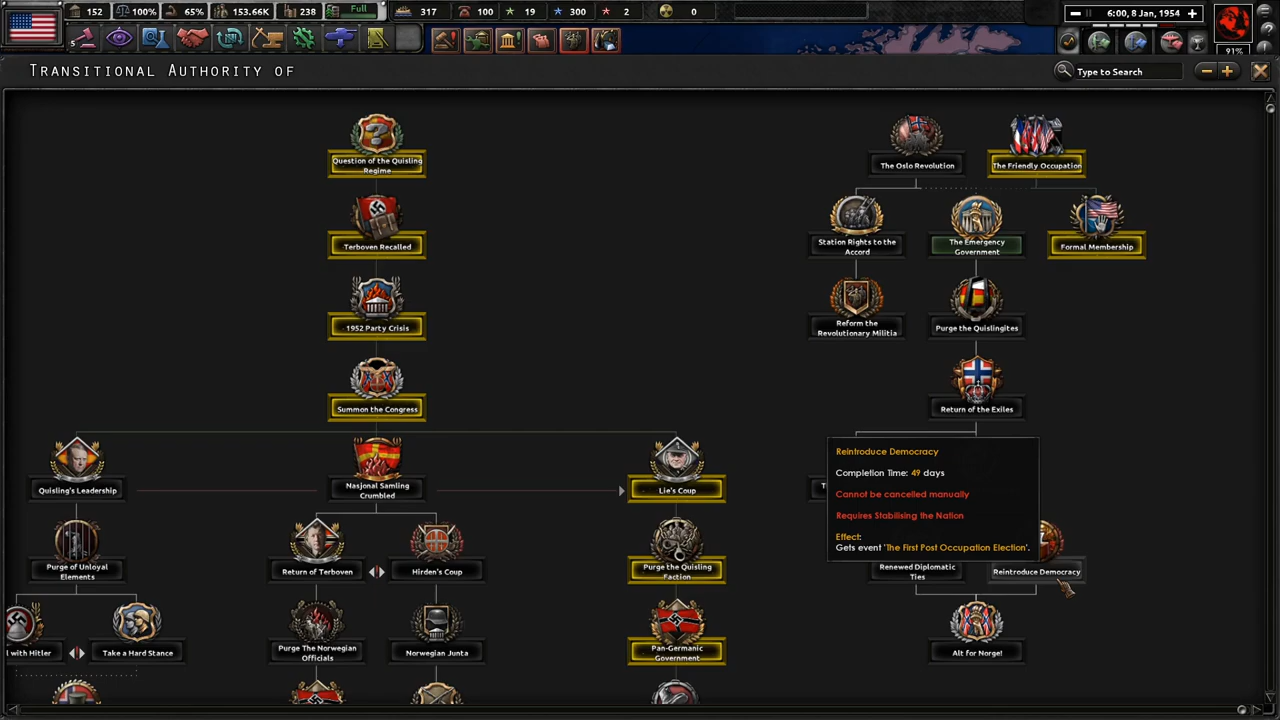 152
100%
65%
153.66K
238
Full
317
100
19
300
2
0
6:00, 8 Jan, 1954
91%
5
Transitional Authority of
Type to Search
Question of the Quisling
Regime
The Oslo Revolution
The Friendly Occupation
Terboven Recalled
Station Rights to the
Accord
The Emergency
Government
Formal Membership
1952 Party Crisis
Reform the
Revolutionary Militia
Purge the Quislingites
Summon the Congress
Return of the Exiles
Reintroduce Democracy
Completion Time: 49 days
Cannot be cancelled manually
Requires Stabilising the Nation
Effect:
Gets event 'The First Post Occupation Election'.
Quisling's Leadership
Nasjonal Samling
Crumbled
Lie's Coup
Purge of Unloyal
Elements
Return of Terboven
Hirden's Coup
Purge the Quisling
Faction
Renewed Diplomatic
Ties
Reintroduce Democracy
l with Hitler
Take a Hard Stance
Purge The Norwegian
Officials
Norwegian Junta
Pan-Germanic
Government
Alt for Norge!